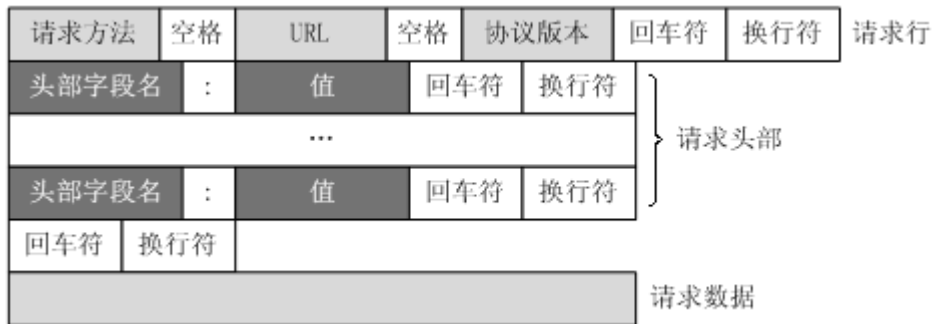 请求方法 空格 URL 空格 协议版本 回车符 换行符 请求行
头部字段名 : 值 回车符 换行符
... 请求头部
头部字段名 : 值 回车符 换行符
回车符 换行符
请求数据